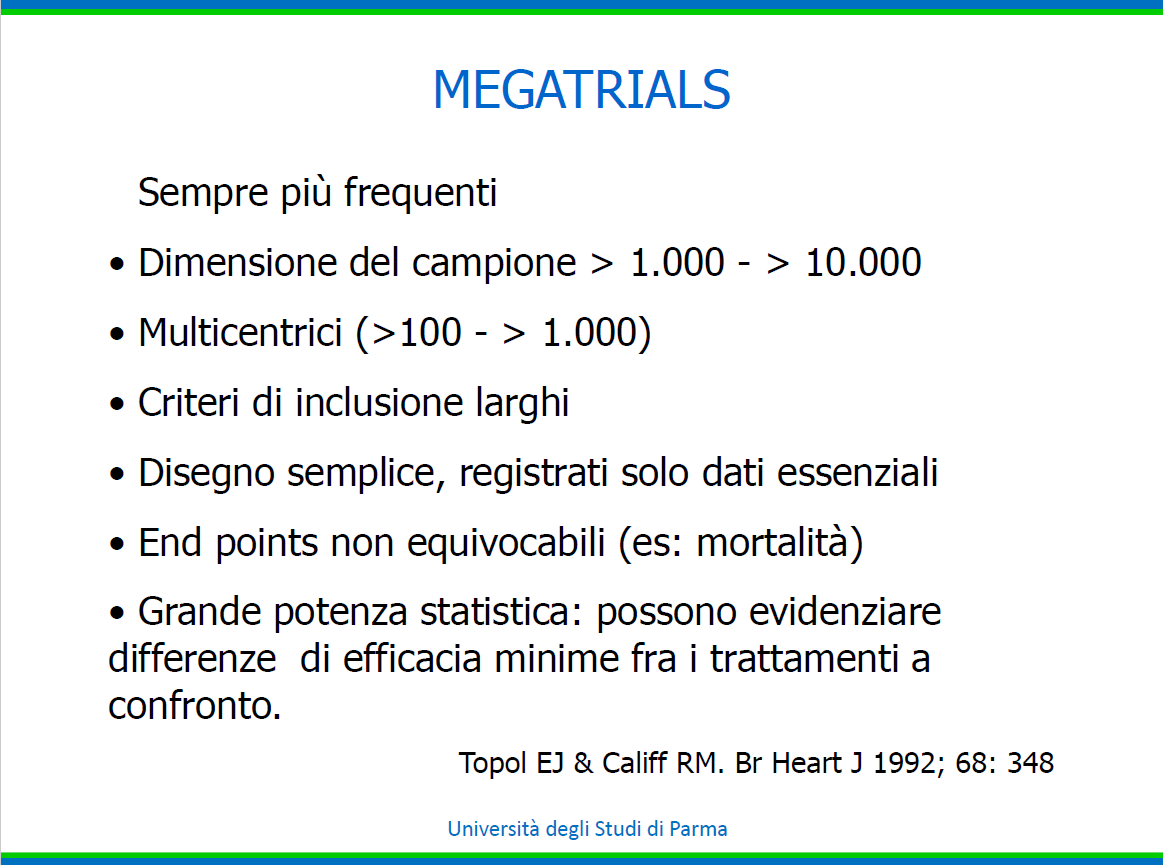 MEGATRIALS
Sempre più frequenti
• Dimensione del campione > 1.000 - > 10.000
• Multicentrici (>100 - > 1.000)
• Criteri di inclusione larghi
• Disegno semplice, registrati solo dati essenziali
• End points non equivocabili (es: mortalità)
• Grande potenza statistica: possono evidenziare
differenze  di efficacia minime fra i trattamenti a
confronto.
Topol EJ & Califf RM. Br Heart J 1992; 68: 348
Università degli Studi di Parma